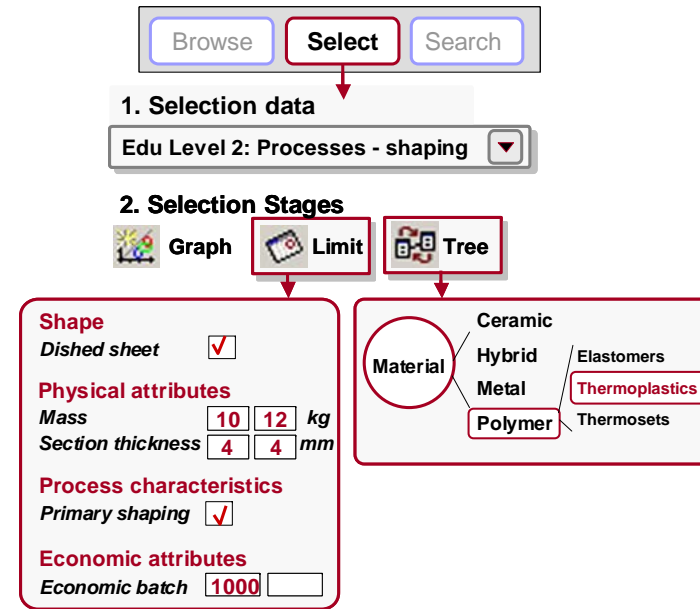 Browse Select Search
1. Selection data
Edu Level 2: Processes - shaping
2. Selection Stages
Graph Limit Tree
Shape
Dished sheet
Physical attributes
Mass 10 12 kg
Section thickness 4 4 mm
Process characteristics
Primary shaping
Economic attributes
Economic batch 1000
Material
Ceramic
Hybrid
Metal
Polymer
Elastomers
Thermoplastics
Thermosets